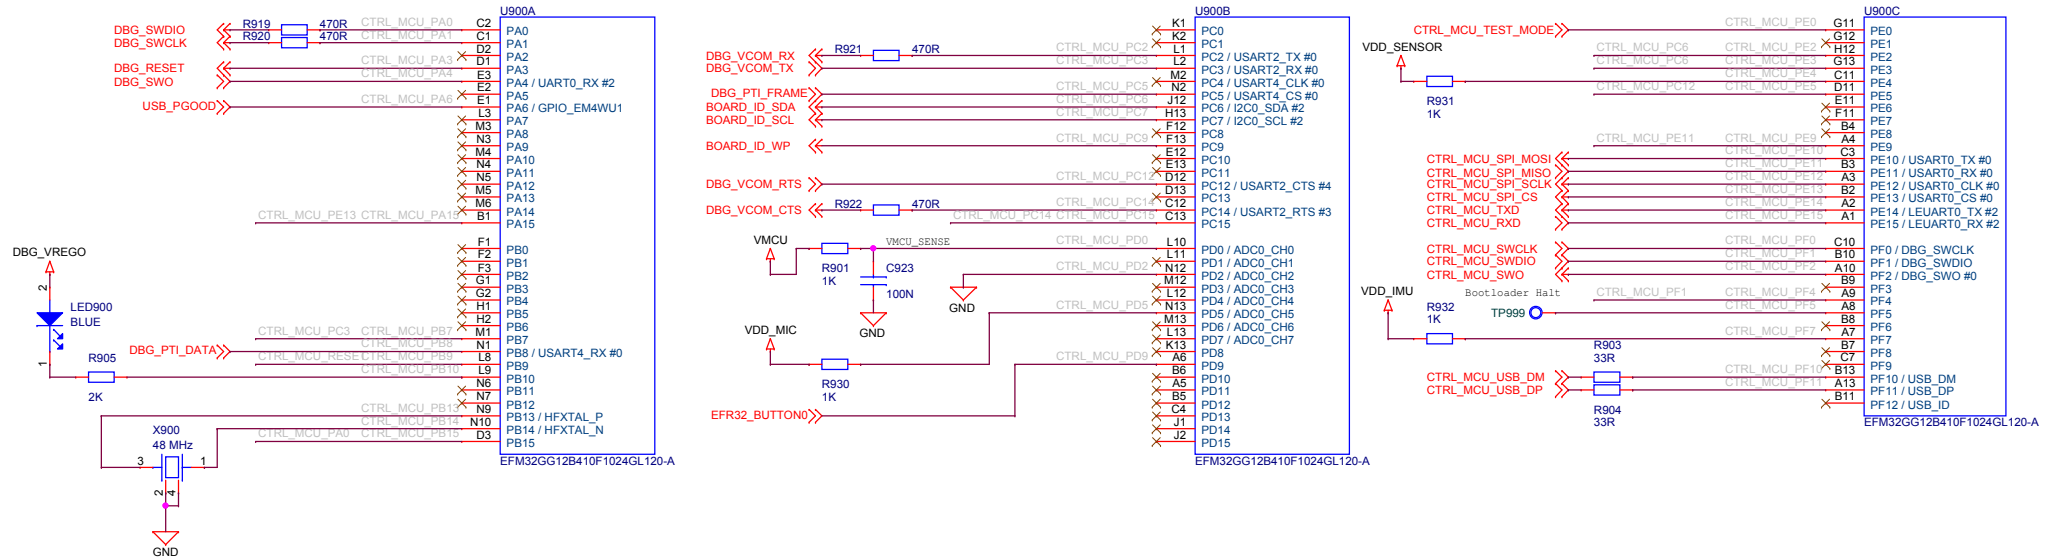 U900A
DBG_SWDIO R919 470R CTRL_MCU_PA0 C2 PA0
DBG_SWCLK R920 470R CTRL_MCU_PA1 C1 PA1
D2 PA2
DBG_RESET CTRL_MCU_PA3 D1 PA3
DBG_SWO CTRL_MCU_PA4 E3 PA4 / UART0_RX #2
E2 PA5
USB_PGOOD CTRL_MCU_PA6 E1 PA6 / GPIO_EM4WU1
L3 PA7
M3 PA8
N3 PA9
M4 PA10
N4 PA11
N5 PA12
M5 PA13
M6 PA14
CTRL_MCU_PE13 CTRL_MCU_PA15 B1 PA15
F1 PB0
F2 PB1
F3 PB2
G1 PB3
G2 PB4
H1 PB5
H2 PB6
CTRL_MCU_PC3 CTRL_MCU_PB7 M1 PB7
DBG_PTI_DATA CTRL_MCU_PB8 N1 PB8 / USART4_RX #0
CTRL_MCU_RESET CTRL_MCU_PB9 L8 PB9
CTRL_MCU_PB10 L9 PB10
N6 PB11
N7 PB12
CTRL_MCU_PB13 N9 PB13 / HFXTAL_P
CTRL_MCU_PB14 N10 PB14 / HFXTAL_N
CTRL_MCU_PA0 CTRL_MCU_PB15 D3 PB15
EFM32GG12B410F1024GL120-A
DBG_VREGO
2
LED900
BLUE
1
R905
2K
X900
48 MHz
3 1
2 4
GND
U900B
K1 PC0
K2 PC1
DBG_VCOM_RX R921 470R CTRL_MCU_PC2 L1 PC2 / USART2_TX #0
DBG_VCOM_TX CTRL_MCU_PC3 L2 PC3 / USART2_RX #0
M2 PC4 / USART4_CLK #0
DBG_PTI_FRAME CTRL_MCU_PC5 N2 PC5 / USART4_CS #0
BOARD_ID_SDA CTRL_MCU_PC6 J12 PC6 / I2C0_SDA #2
BOARD_ID_SCL CTRL_MCU_PC7 H13 PC7 / I2C0_SCL #2
F12 PC8
BOARD_ID_WP CTRL_MCU_PC9 F13 PC9
E12 PC10
E13 PC11
DBG_VCOM_RTS CTRL_MCU_PC12 D12 PC12 / USART2_CTS #4
D13 PC13
DBG_VCOM_CTS R922 470R CTRL_MCU_PC14 C12 PC14 / USART2_RTS #3
CTRL_MCU_PC14 CTRL_MCU_PC15 C13 PC15
VMCU VMCU_SENSE CTRL_MCU_PD0 L10 PD0 / ADC0_CH0
L11 PD1 / ADC0_CH1
CTRL_MCU_PD2 N12 PD2 / ADC0_CH2
M12 PD3 / ADC0_CH3
L12 PD4 / ADC0_CH4
CTRL_MCU_PD5 N13 PD5 / ADC0_CH5
M13 PD6 / ADC0_CH6
L13 PD7 / ADC0_CH7
K13 PD8
CTRL_MCU_PD9 A6 PD9
B6 PD10
A5 PD11
B5 PD12
C4 PD13
J1 PD14
J2 PD15
EFM32GG12B410F1024GL120-A
R901
1K
C923
100N
GND
GND
VDD_MIC
R930
1K
EFR32_BUTTON0
U900C
CTRL_MCU_TEST_MODE CTRL_MCU_PE0 G11 PE0
G12 PE1
CTRL_MCU_PC6 CTRL_MCU_PE2 H12 PE2
CTRL_MCU_PC6 CTRL_MCU_PE3 G13 PE3
CTRL_MCU_PE4 C11 PE4
CTRL_MCU_PC12 CTRL_MCU_PE5 D11 PE5
E11 PE6
F11 PE7
B4 PE8
CTRL_MCU_PE11 CTRL_MCU_PE9 A4 PE9
CTRL_MCU_SPI_MOSI CTRL_MCU_PE10 C3 PE10 / USART0_TX #0
CTRL_MCU_SPI_MISO CTRL_MCU_PE11 B3 PE11 / USART0_RX #0
CTRL_MCU_SPI_SCLK CTRL_MCU_PE12 A3 PE12 / USART0_CLK #0
CTRL_MCU_SPI_CS CTRL_MCU_PE13 B2 PE13 / USART0_CS #0
CTRL_MCU_TXD CTRL_MCU_PE14 A2 PE14 / LEUART0_TX #2
CTRL_MCU_RXD CTRL_MCU_PE15 A1 PE15 / LEUART0_RX #2
CTRL_MCU_SWCLK CTRL_MCU_PF0 C10 PF0 / DBG_SWCLK
CTRL_MCU_SWDIO CTRL_MCU_PF1 B10 PF1 / DBG_SWDIO
CTRL_MCU_SWO CTRL_MCU_PF2 A10 PF2 / DBG_SWO #0
B9 PF3
CTRL_MCU_PF1 CTRL_MCU_PF4 A9 PF4
TP999 CTRL_MCU_PF5 A8 PF5
B8 PF6
CTRL_MCU_PF7 A7 PF7
B7 PF8
C7 PF9
CTRL_MCU_USB_DM CTRL_MCU_PF10 B13 PF10 / USB_DM
CTRL_MCU_USB_DP CTRL_MCU_PF11 A13 PF11 / USB_DP
B11 PF12 / USB_ID
EFM32GG12B410F1024GL120-A
VDD_SENSOR
R931
1K
VDD_IMU
Bootloader Halt
R932
1K
R903
33R
R904
33R